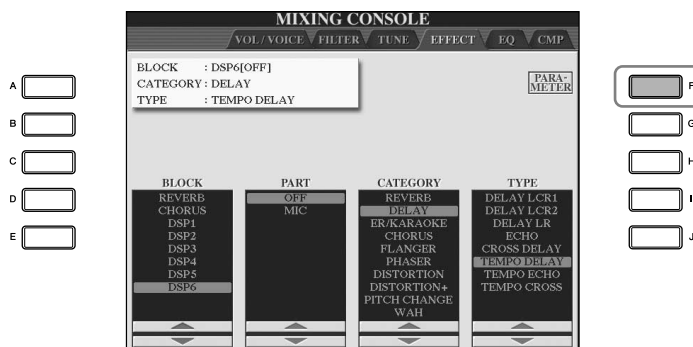 MIXING CONSOLE
VOL / VOICE FILTER TUNE EFFECT EQ CMP
BLOCK : DSP6[OFF]
CATEGORY : DELAY
TYPE : TEMPO DELAY
PARA-
METER
A
B
C
D
E
F
G
H
I
J
BLOCK
REVERB
CHORUS
DSP1
DSP2
DSP3
DSP4
DSP5
DSP6
PART
OFF
MIC
CATEGORY
REVERB
DELAY
ER/KARAOKE
CHORUS
FLANGER
PHASER
DISTORTION
DISTORTION+
PITCH CHANGE
WAH
TYPE
DELAY LCR1
DELAY LCR2
DELAY LR
ECHO
CROSS DELAY
TEMPO DELAY
TEMPO ECHO
TEMPO CROSS